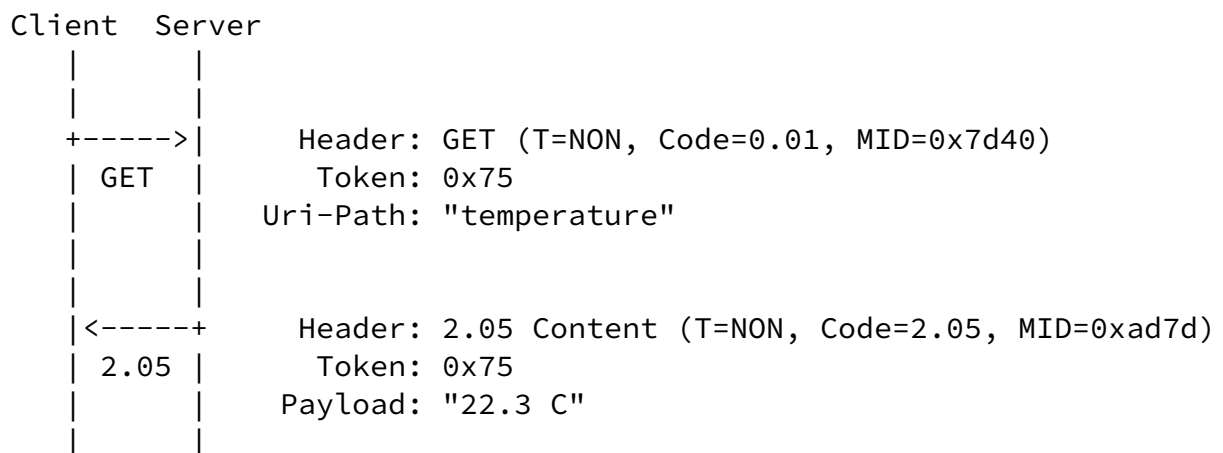 Client  Server
   |      |
   |      |
   +----->|     Header: GET (T=NON, Code=0.01, MID=0x7d40)
   | GET  |      Token: 0x75
   |      |   Uri-Path: "temperature"
   |      |
   |      |
   |<-----+     Header: 2.05 Content (T=NON, Code=2.05, MID=0xad7d)
   | 2.05 |      Token: 0x75
   |      |    Payload: "22.3 C"
   |      |